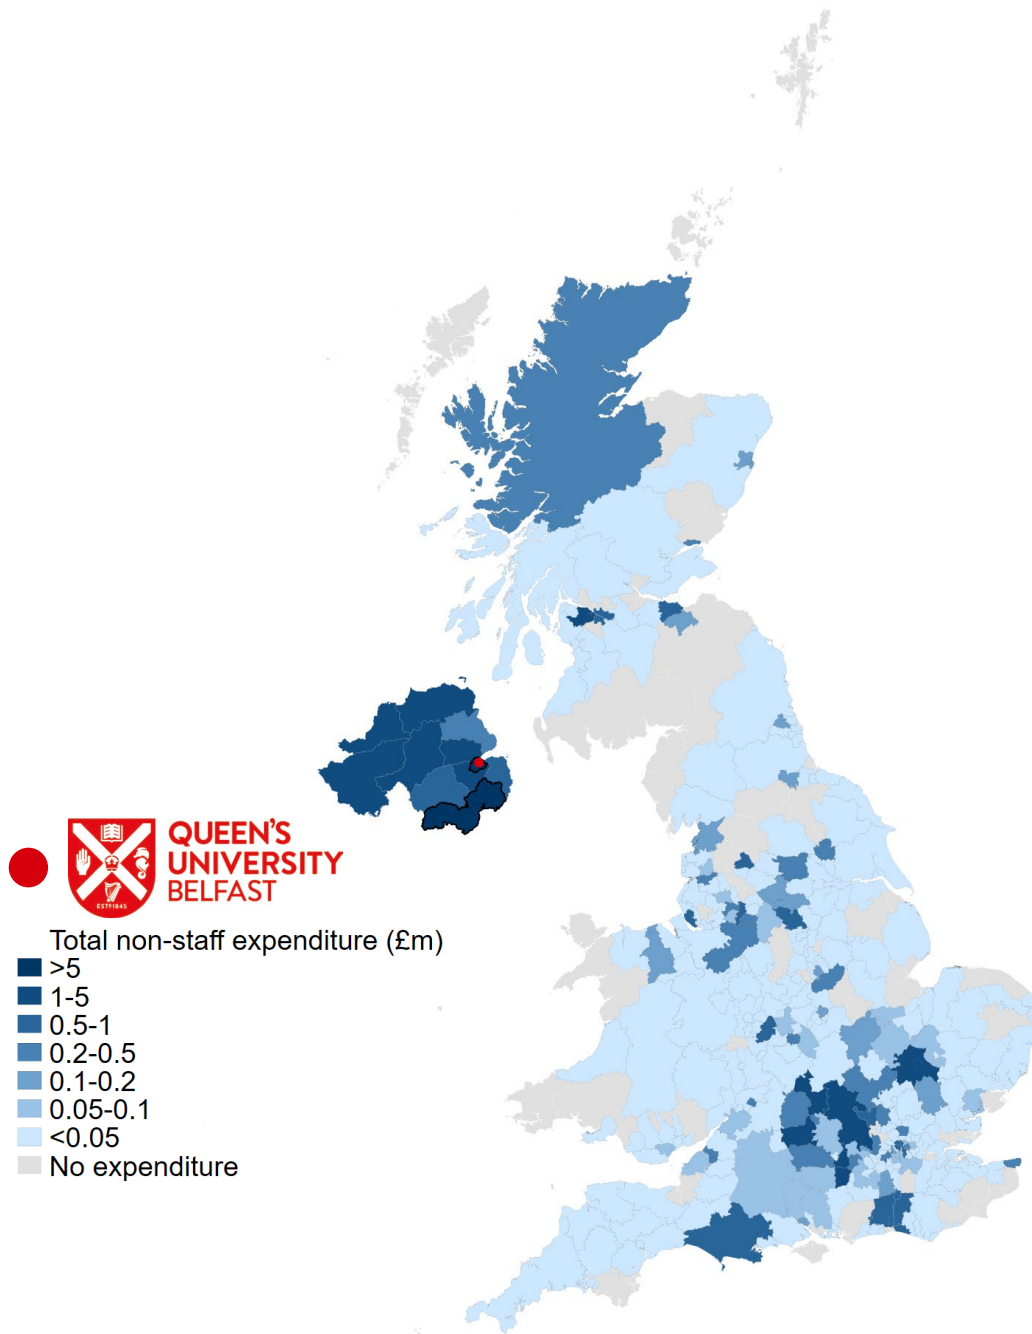 QUEEN'S
UNIVERSITY
BELFAST
ESTD1845
Total non-staff expenditure (£m)
>5
1-5
0.5-1
0.2-0.5
0.1-0.2
0.05-0.1
<0.05
No expenditure